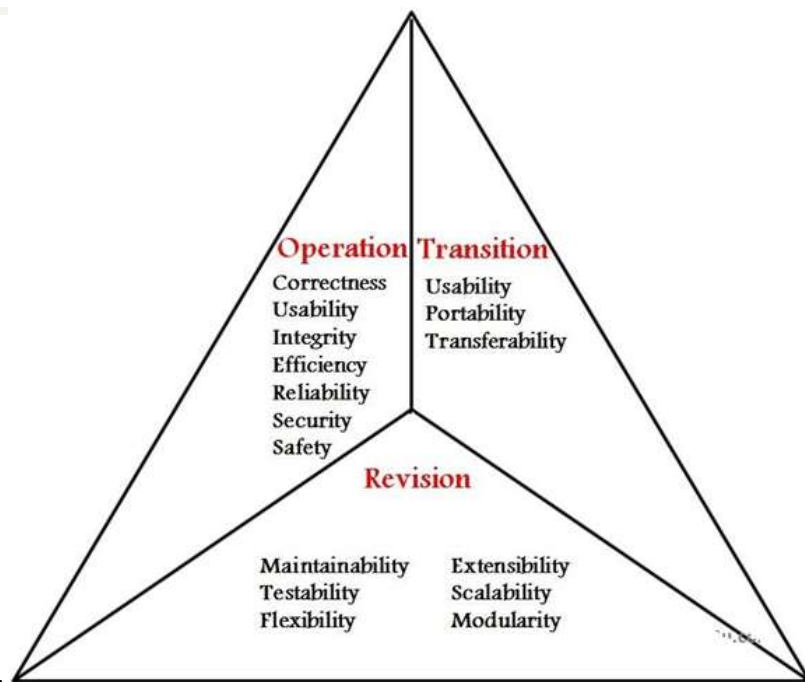 Operation
Correctness
Usability
Integrity
Efficiency
Reliability
Security
Safety
Transition
Usability
Portability
Transferability
Revision
Maintainability
Testability
Flexibility
Extensibility
Scalability
Modularity